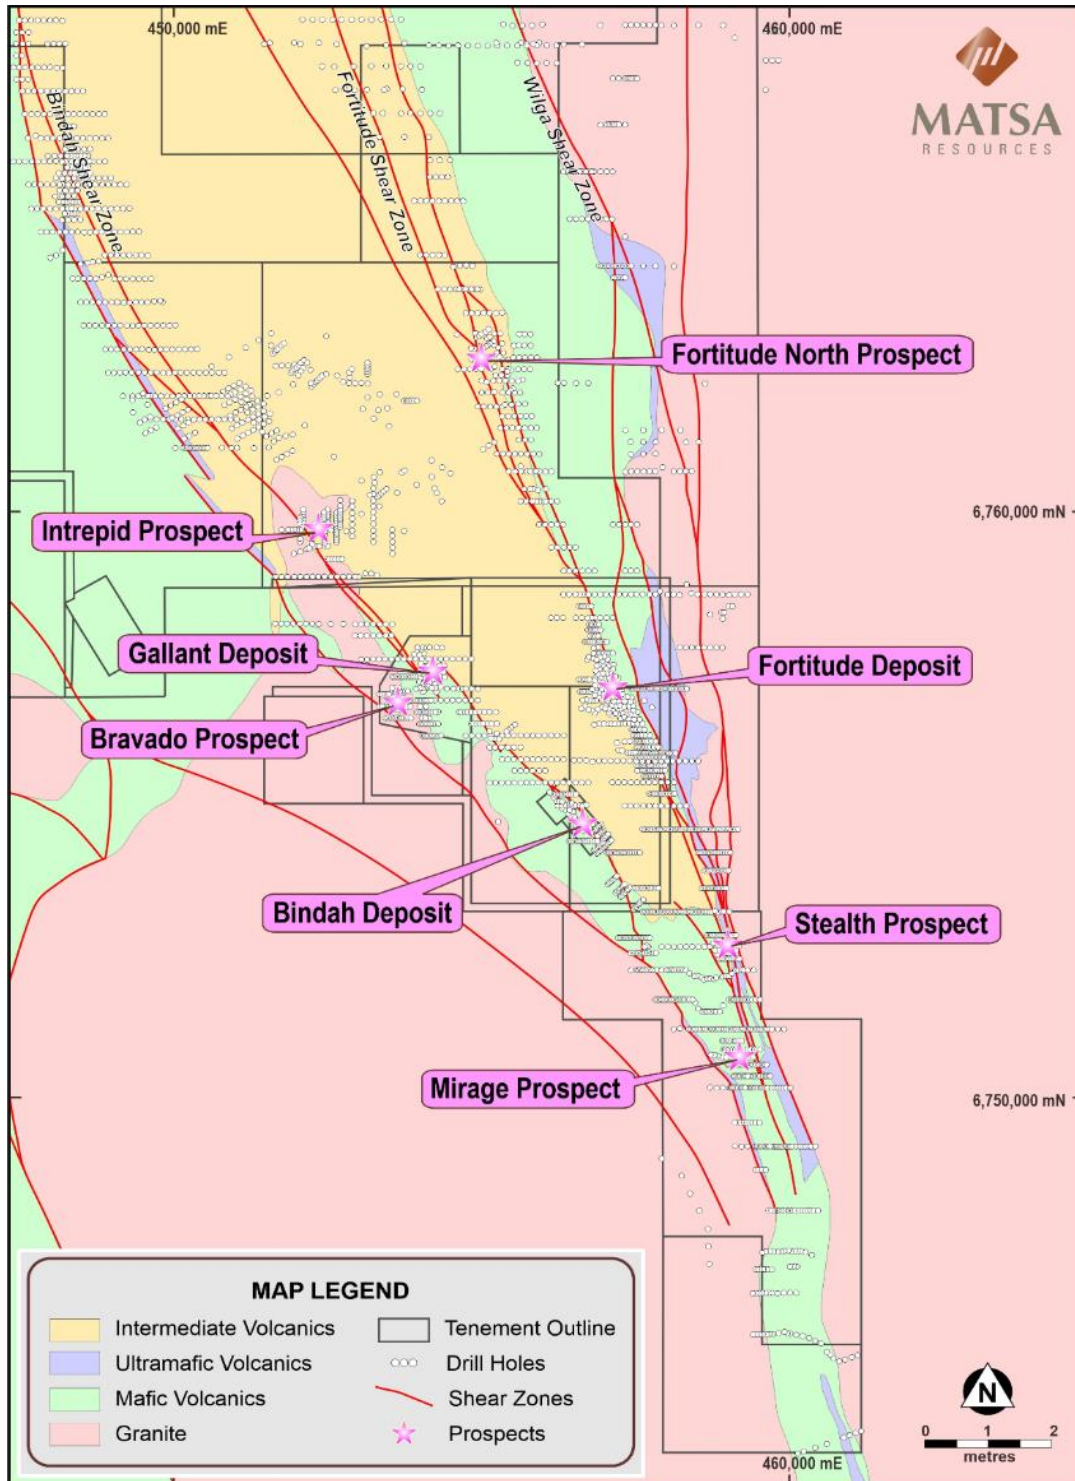 450,000 mE
460,000 mE
MATSA
RESOURCES
Bindah Shear Zone
Fortitude Shear Zone
Wilga Shear Zone
Fortitude North Prospect
6,760,000 mN
Intrepid Prospect
Gallant Deposit
Fortitude Deposit
Bravado Prospect
Bindah Deposit
Stealth Prospect
Mirage Prospect
6,750,000 mN
MAP LEGEND
Intermediate Volcanics
Tenement Outline
Ultramafic Volcanics
Drill Holes
Mafic Volcanics
Shear Zones
Granite
Prospects
N
0 1 2
metres
460,000 mE